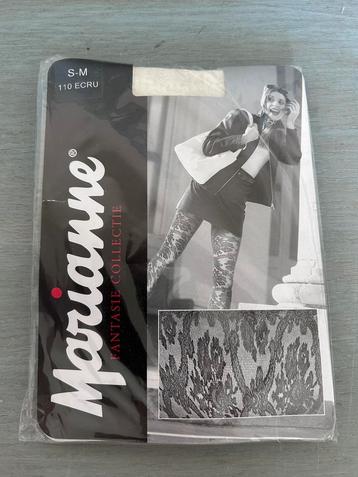 S-M
110 ECRU
Marianne®
FANTASIE COLLECTIE